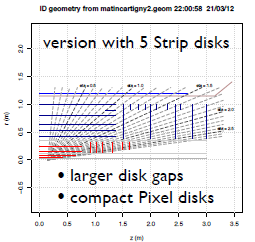 ID geometry from matincartigny2.geom 22:00:58 21/03/12
version with 5 Strip disks
• larger disk gaps
• compact Pixel disks
r (m)
2.0
1.5
1.0
0.5
0.0
-0.5
0.0 0.5 1.0 1.5 2.0 2.5 3.0 3.5
z (m)